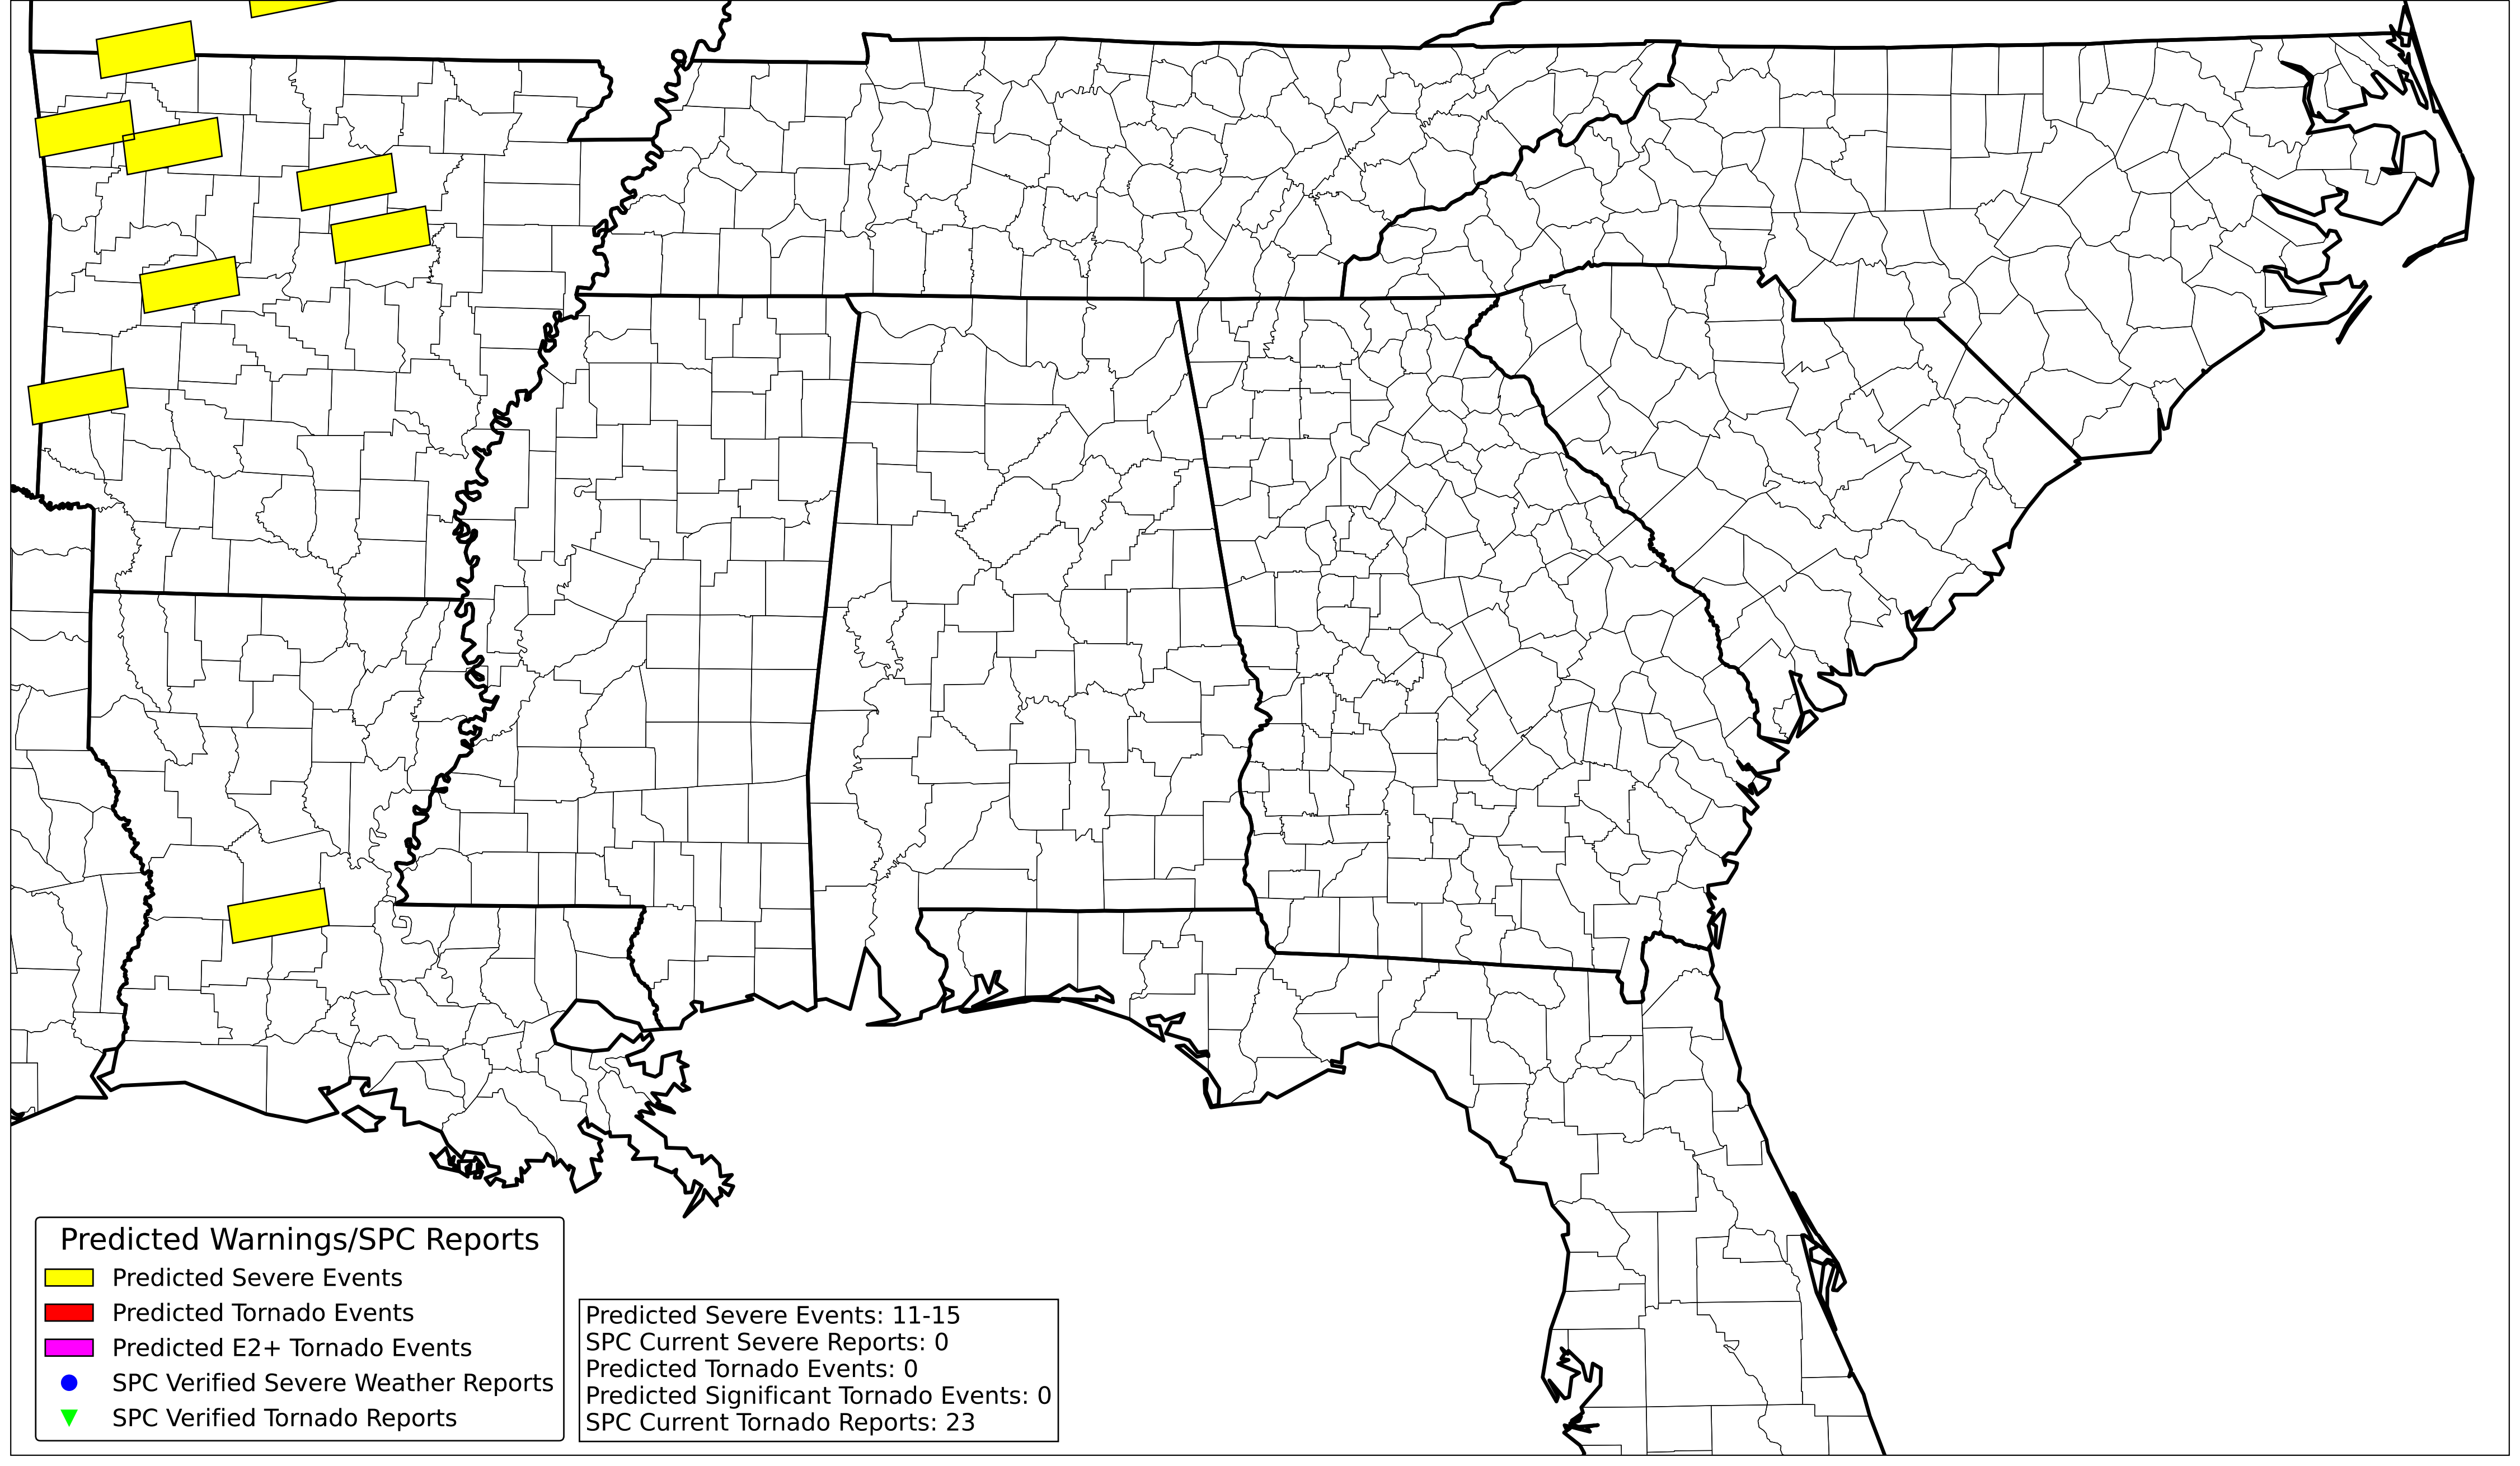 Predicted Warnings/SPC Reports
Predicted Severe Events
Predicted Tornado Events
Predicted E2+ Tornado Events
SPC Verified Severe Weather Reports
SPC Verified Tornado Reports
Predicted Severe Events: 11-15
SPC Current Severe Reports: 0
Predicted Tornado Events: 0
Predicted Significant Tornado Events: 0
SPC Current Tornado Reports: 23